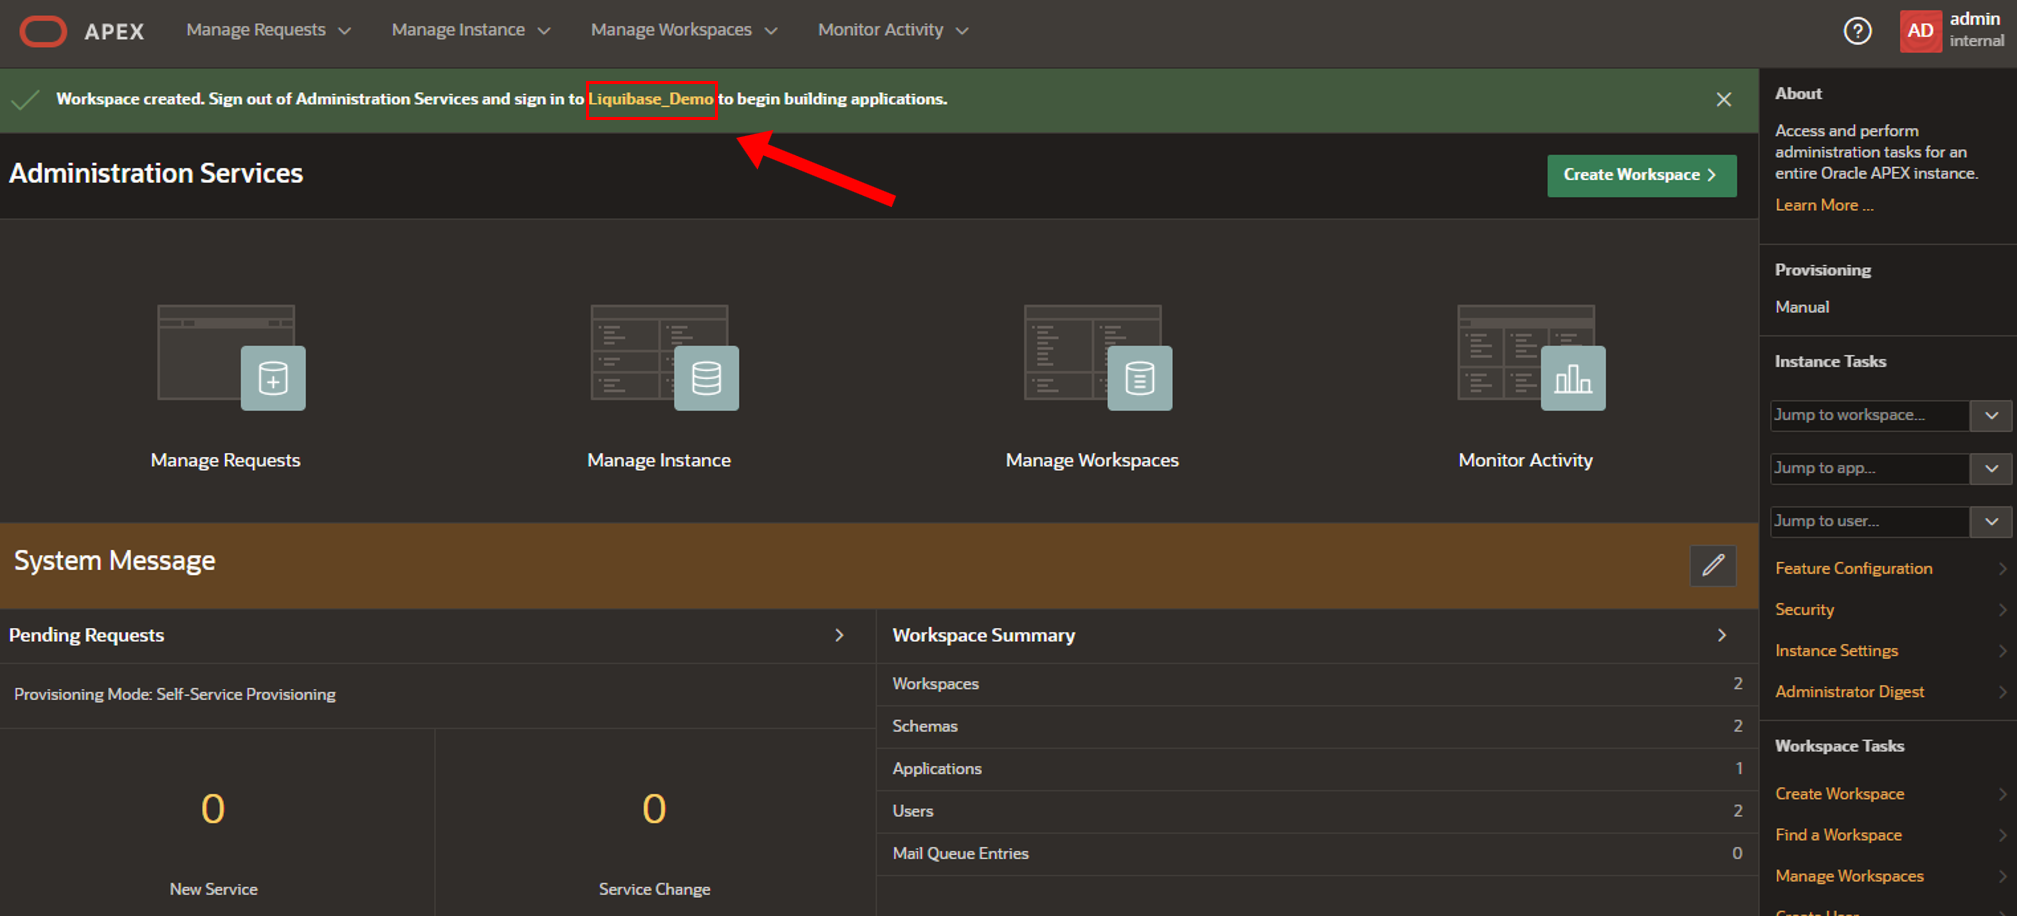 APEX Manage Requests Manage Instance Manage Workspaces Monitor Activity ? AD admin
internal
Workspace created. Sign out of Administration Services and sign in to Liquibase_Demo to begin building applications.
Administration Services
Create Workspace
Manage Requests
Manage Instance
Manage Workspaces
Monitor Activity
System Message
Pending Requests
Provisioning Mode: Self-Service Provisioning
0
New Service
0
Service Change
Workspace Summary
Workspaces 2
Schemas 2
Applications 1
Users 2
Mail Queue Entries 0
About
Access and perform
administration tasks for an
entire Oracle APEX instance.
Learn More ...
Provisioning
Manual
Instance Tasks
Jump to workspace...
Jump to app...
Jump to user...
Feature Configuration
Security
Instance Settings
Administrator Digest
Workspace Tasks
Create Workspace
Find a Workspace
Manage Workspaces